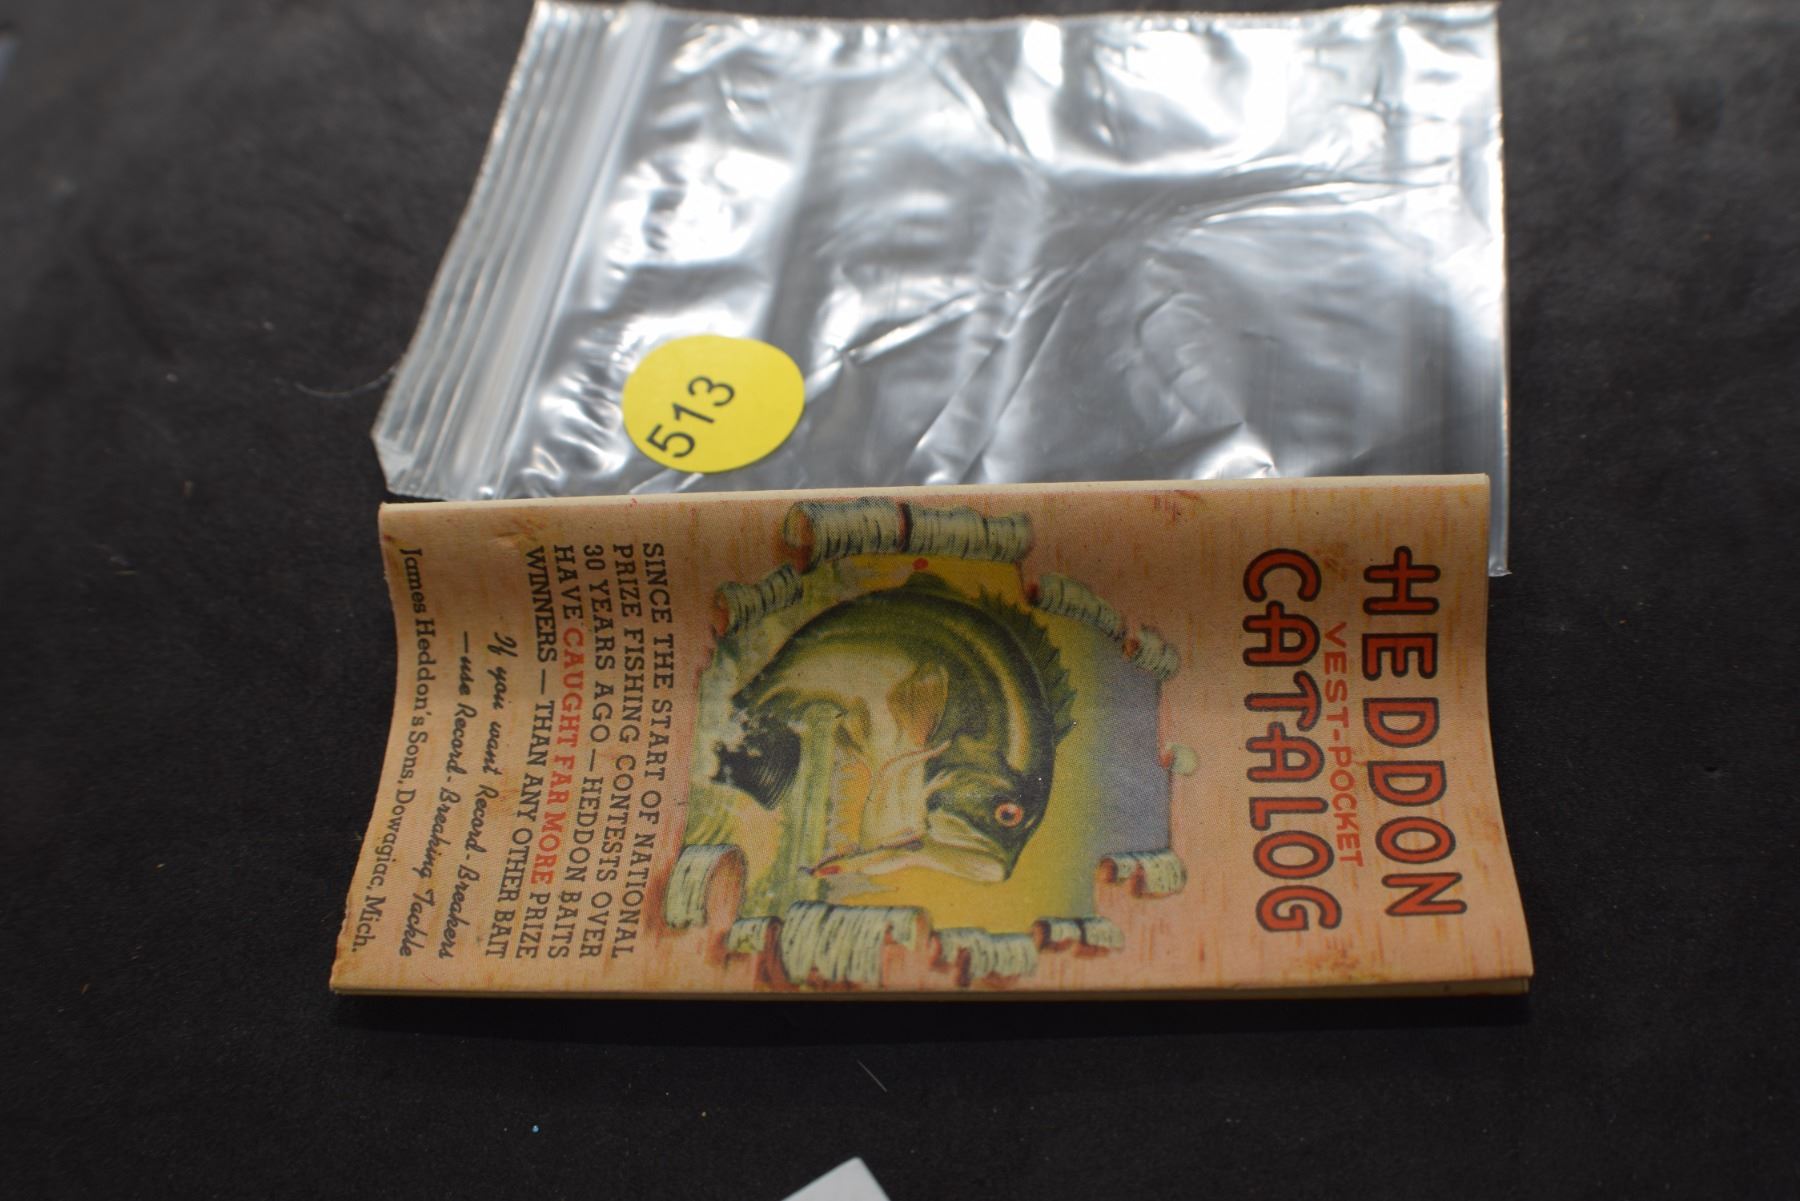 513
HEDDON
VEST-POCKET
CATALOG
SINCE THE START OF NATIONAL
PRIZE FISHING CONTESTS OVER
30 YEARS AGO — HEDDON BAITS
HAVE CAUGHT FAR MORE PRIZE
WINNERS — THAN ANY OTHER BAIT
If you want Record-Breakers
—use Record-Breaking Tackle
James Heddon's Sons, Dowagiac, Mich.